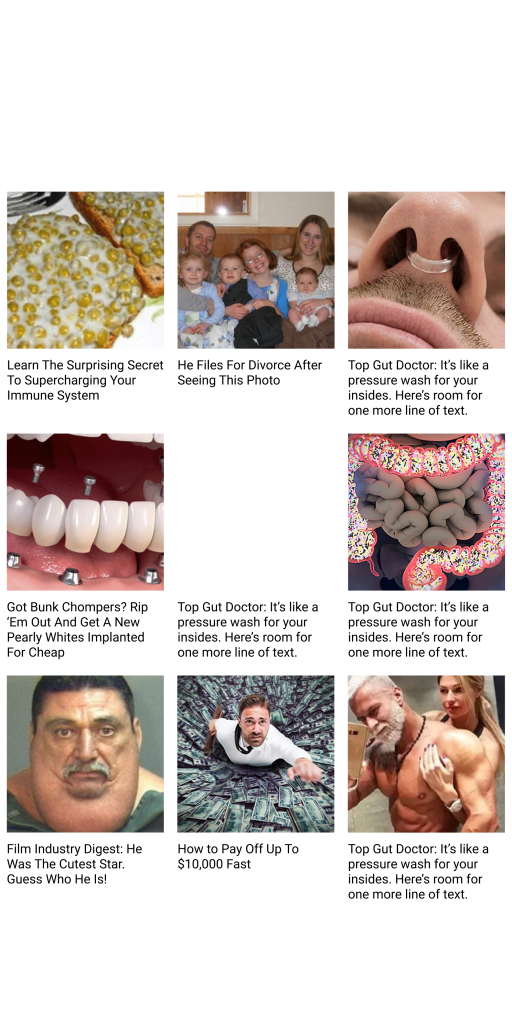 Learn The Surprising Secret
To Supercharging Your
Immune System
He Files For Divorce After
Seeing This Photo
Top Gut Doctor: It’s like a
pressure wash for your
insides. Here’s room for
one more line of text.
Got Bunk Chompers? Rip
‘Em Out And Get A New
Pearly Whites Implanted
For Cheap
Top Gut Doctor: It’s like a
pressure wash for your
insides. Here’s room for
one more line of text.
Top Gut Doctor: It’s like a
pressure wash for your
insides. Here’s room for
one more line of text.
Film Industry Digest: He
Was The Cutest Star.
Guess Who He Is!
How to Pay Off Up To
$10,000 Fast
Top Gut Doctor: It’s like a
pressure wash for your
insides. Here’s room for
one more line of text.